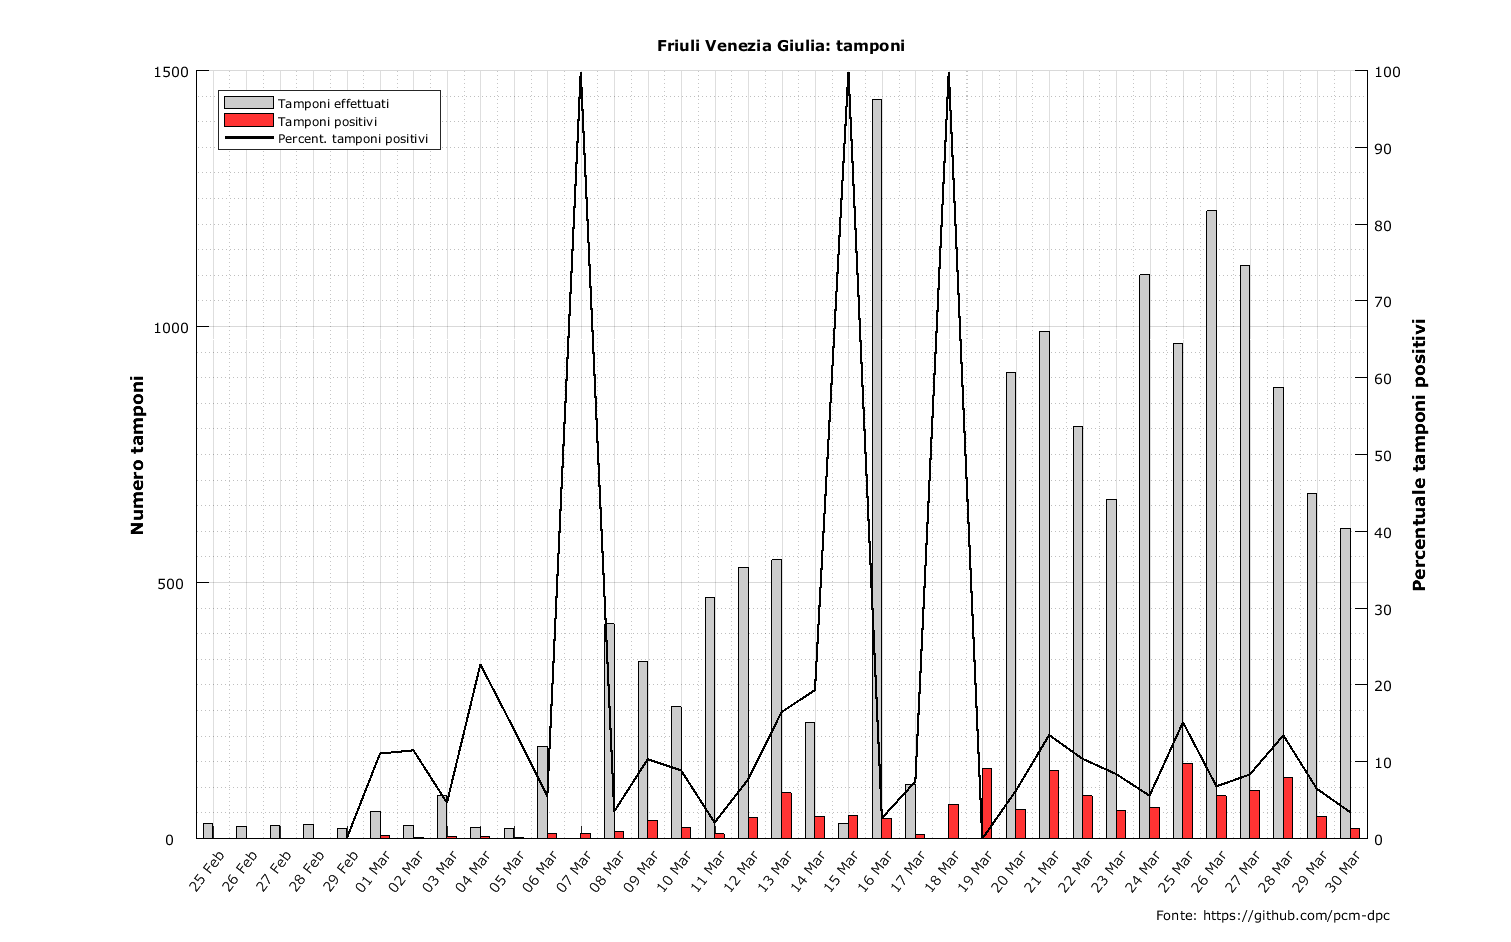 Friuli Venezia Giulia: tamponi
Tamponi effettuati
Tamponi positivi
Percent. tamponi positivi
Numero tamponi
1500
1000
500
0
Percentuale tamponi positivi
100
90
80
70
60
50
40
30
20
10
0
25 Feb
26 Feb
27 Feb
28 Feb
29 Feb
01 Mar
02 Mar
03 Mar
04 Mar
05 Mar
06 Mar
07 Mar
08 Mar
09 Mar
10 Mar
11 Mar
12 Mar
13 Mar
14 Mar
15 Mar
16 Mar
17 Mar
18 Mar
19 Mar
20 Mar
21 Mar
22 Mar
23 Mar
24 Mar
25 Mar
26 Mar
27 Mar
28 Mar
29 Mar
30 Mar
Fonte: https://github.com/pcm-dpc